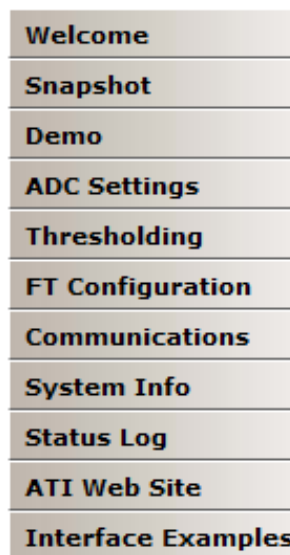 Welcome
Snapshot
Demo
ADC Settings
Thresholding
FT Configuration
Communications
System Info
Status Log
ATI Web Site
Interface Examples